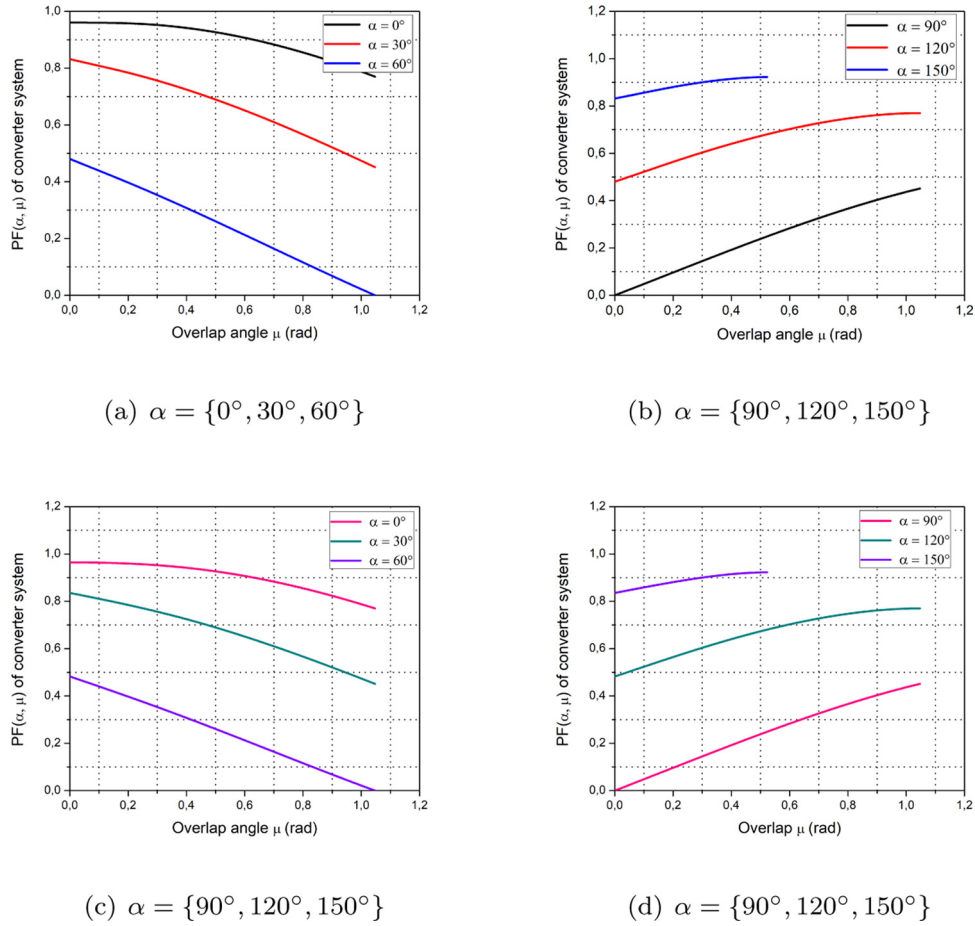 PF(α, μ) of converter system
1,0
0,8
0,6
0,4
0,2
0,0
α = 0°
α = 30°
α = 60°
0,0 0,2 0,4 0,6 0,8 1,0 1,2
Overlap angle μ (rad)
(a) α = {0°, 30°, 60°}
PF(α, μ) of converter system
1,2
1,0
0,8
0,6
0,4
0,2
0,0
α = 90°
α = 120°
α = 150°
0,0 0,2 0,4 0,6 0,8 1,0 1,2
Overlap angle μ (rad)
(b) α = {90°, 120°, 150°}
PF(α, μ) of converter system
1,2
1,0
0,8
0,6
0,4
0,2
0,0
α = 0°
α = 30°
α = 60°
0,0 0,2 0,4 0,6 0,8 1,0 1,2
Overlap angle μ (rad)
(c) α = {90°, 120°, 150°}
PF(α, μ) of converter system
1,2
1,0
0,8
0,6
0,4
0,2
0,0
α = 90°
α = 120°
α = 150°
0,0 0,2 0,4 0,6 0,8 1,0 1,2
Overlap angle μ (rad)
(d) α = {90°, 120°, 150°}